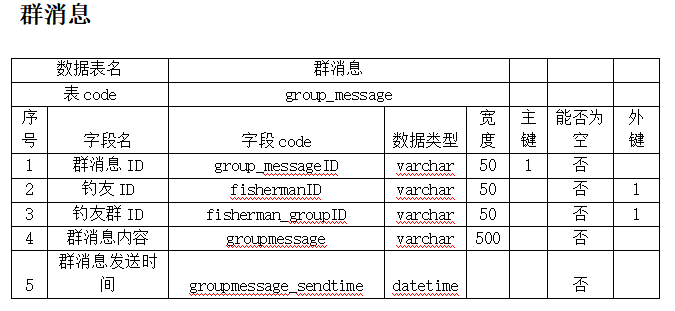 群消息
数据表名 群消息
表 code group_message
序号 字段名 字段 code 数据类型 宽度 主键 能否为空 外键
1 群消息 ID group_messageID varchar 50 1 否
2 钓友 ID fishermanID varchar 50 否 1
3 钓友群 ID fisherman_groupID varchar 50 否 1
4 群消息内容 groupmessage varchar 500 否
5 群消息发送时间 groupmessage_sendtime datetime 否